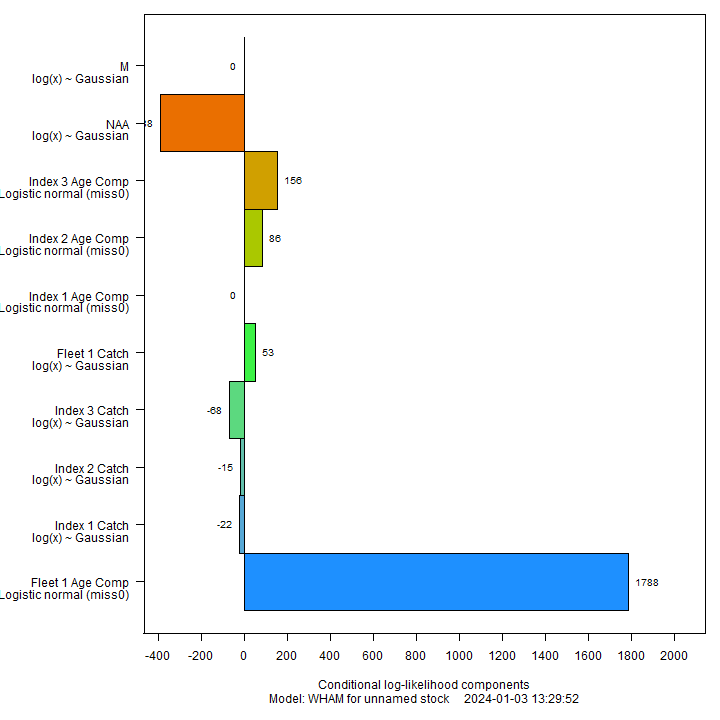 M
log(x) ~ Gaussian
0
NAA
log(x) ~ Gaussian
Index 3 Age Comp
Logistic normal (miss0)
156
Index 2 Age Comp
Logistic normal (miss0)
86
Index 1 Age Comp
Logistic normal (miss0)
0
Fleet 1 Catch
log(x) ~ Gaussian
53
Index 3 Catch
log(x) ~ Gaussian
-68
Index 2 Catch
log(x) ~ Gaussian
-15
Index 1 Catch
log(x) ~ Gaussian
-22
Fleet 1 Age Comp
Logistic normal (miss0)
1788
-400 -200 0 200 400 600 800 1000 1200 1400 1600 1800 2000
Conditional log-likelihood components
Model: WHAM for unnamed stock 2024-01-03 13:29:52